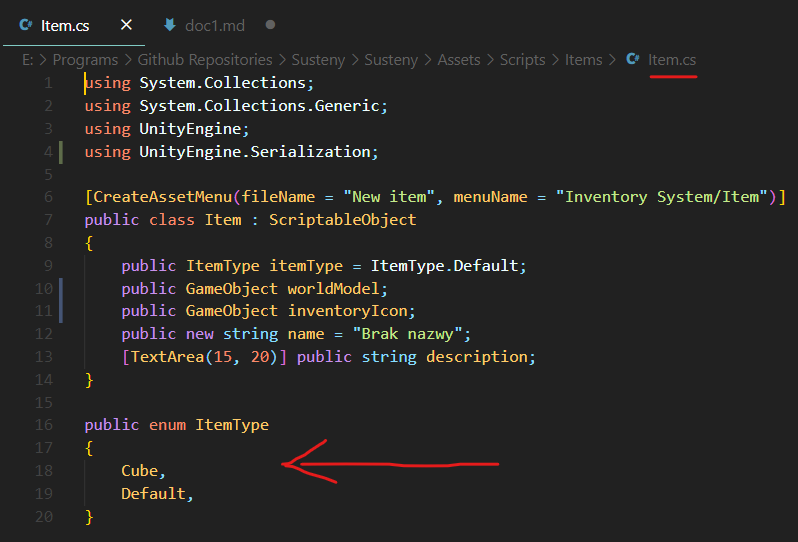 Item.cs doc1.md
E: > Programs > Github Repositories > Susteny > Susteny > Assets > Scripts > Items > Item.cs
1 using System.Collections;
2 using System.Collections.Generic;
3 using UnityEngine;
4 using UnityEngine.Serialization;
5
6 [CreateAssetMenu(fileName = "New item", menuName = "Inventory System/Item")]
7 public class Item : ScriptableObject
8 {
9 public ItemType itemType = ItemType.Default;
10 public GameObject worldModel;
11 public GameObject inventoryIcon;
12 public new string name = "Brak nazwy";
13 [TextArea(15, 20)] public string description;
14 }
15
16 public enum ItemType
17 {
18 Cube,
19 Default,
20 }